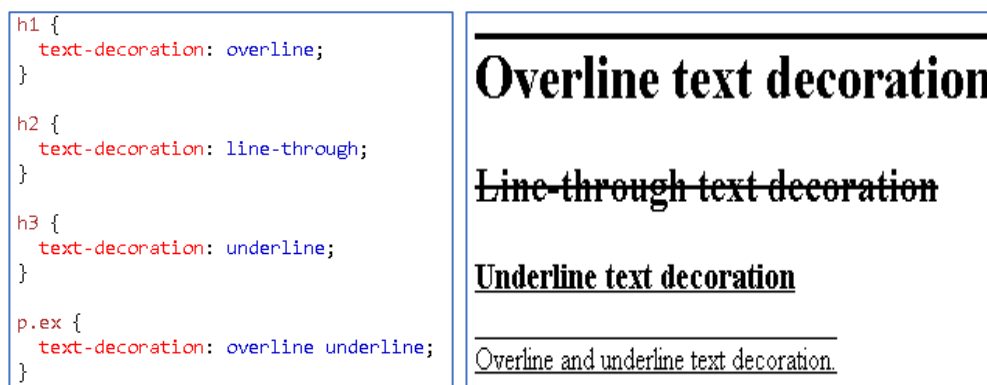 h1 {
  text-decoration: overline;
}
h2 {
  text-decoration: line-through;
}
h3 {
  text-decoration: underline;
}
p.ex {
  text-decoration: overline underline;
}
Overline text decoration
Line-through text decoration
Underline text decoration
Overline and underline text decoration.